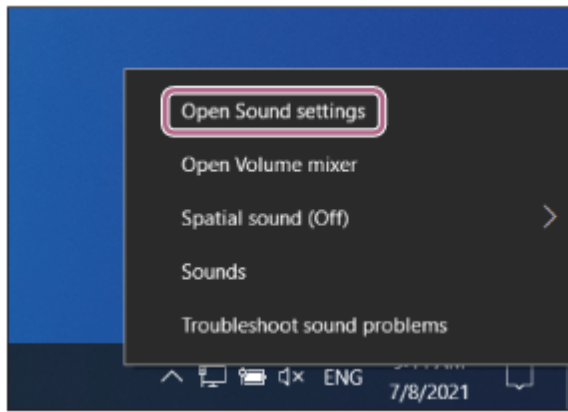 Open Sound settings
Open Volume mixer
Spatial sound (Off)
Sounds
Troubleshoot sound problems
ENG
7/8/2021